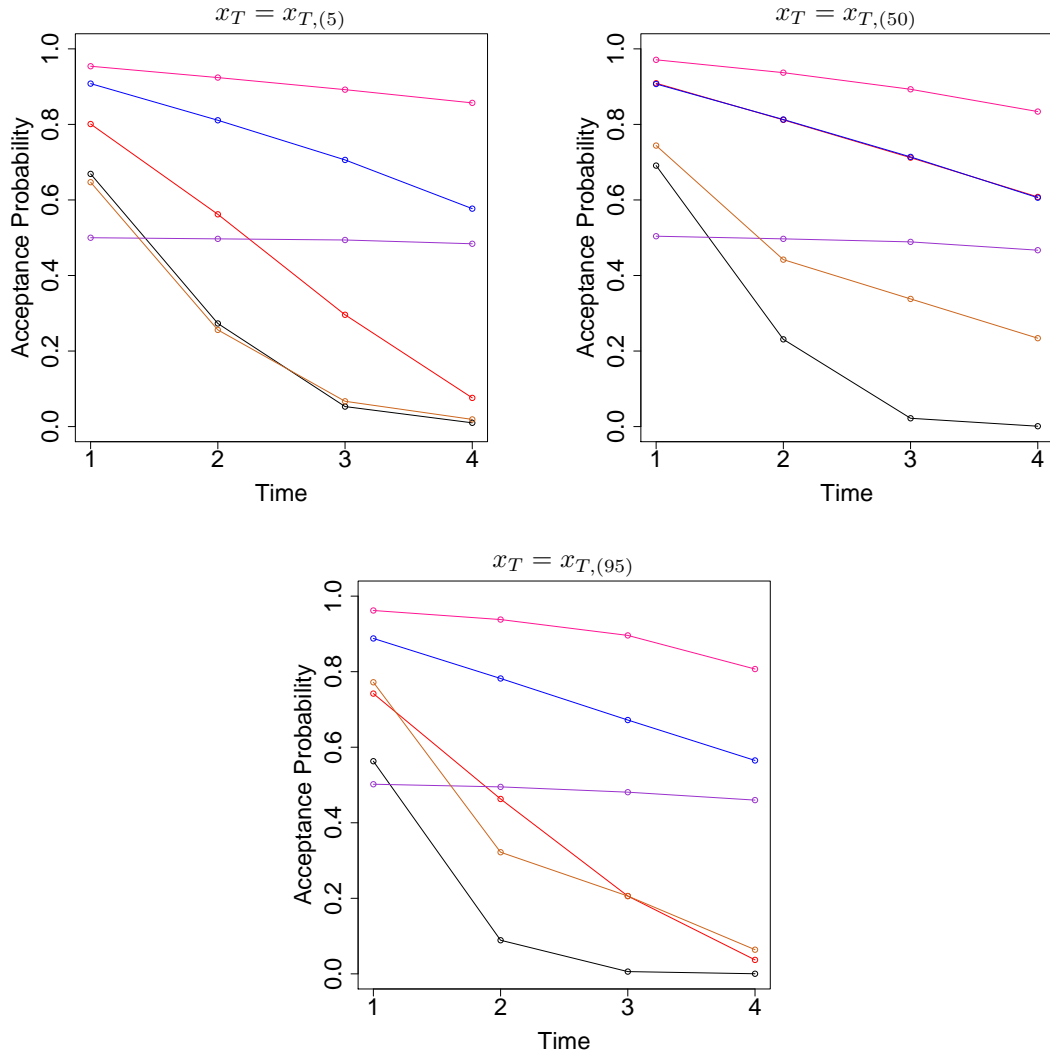 x_T = x_{T,(5)}
Acceptance Probability
1.0
0.8
0.6
0.4
0.2
0.0
1 2 3 4
Time
x_T = x_{T,(50)}
Acceptance Probability
1.0
0.8
0.6
0.4
0.2
0.0
1 2 3 4
Time
x_T = x_{T,(95)}
Acceptance Probability
1.0
0.8
0.6
0.4
0.2
0.0
1 2 3 4
Time